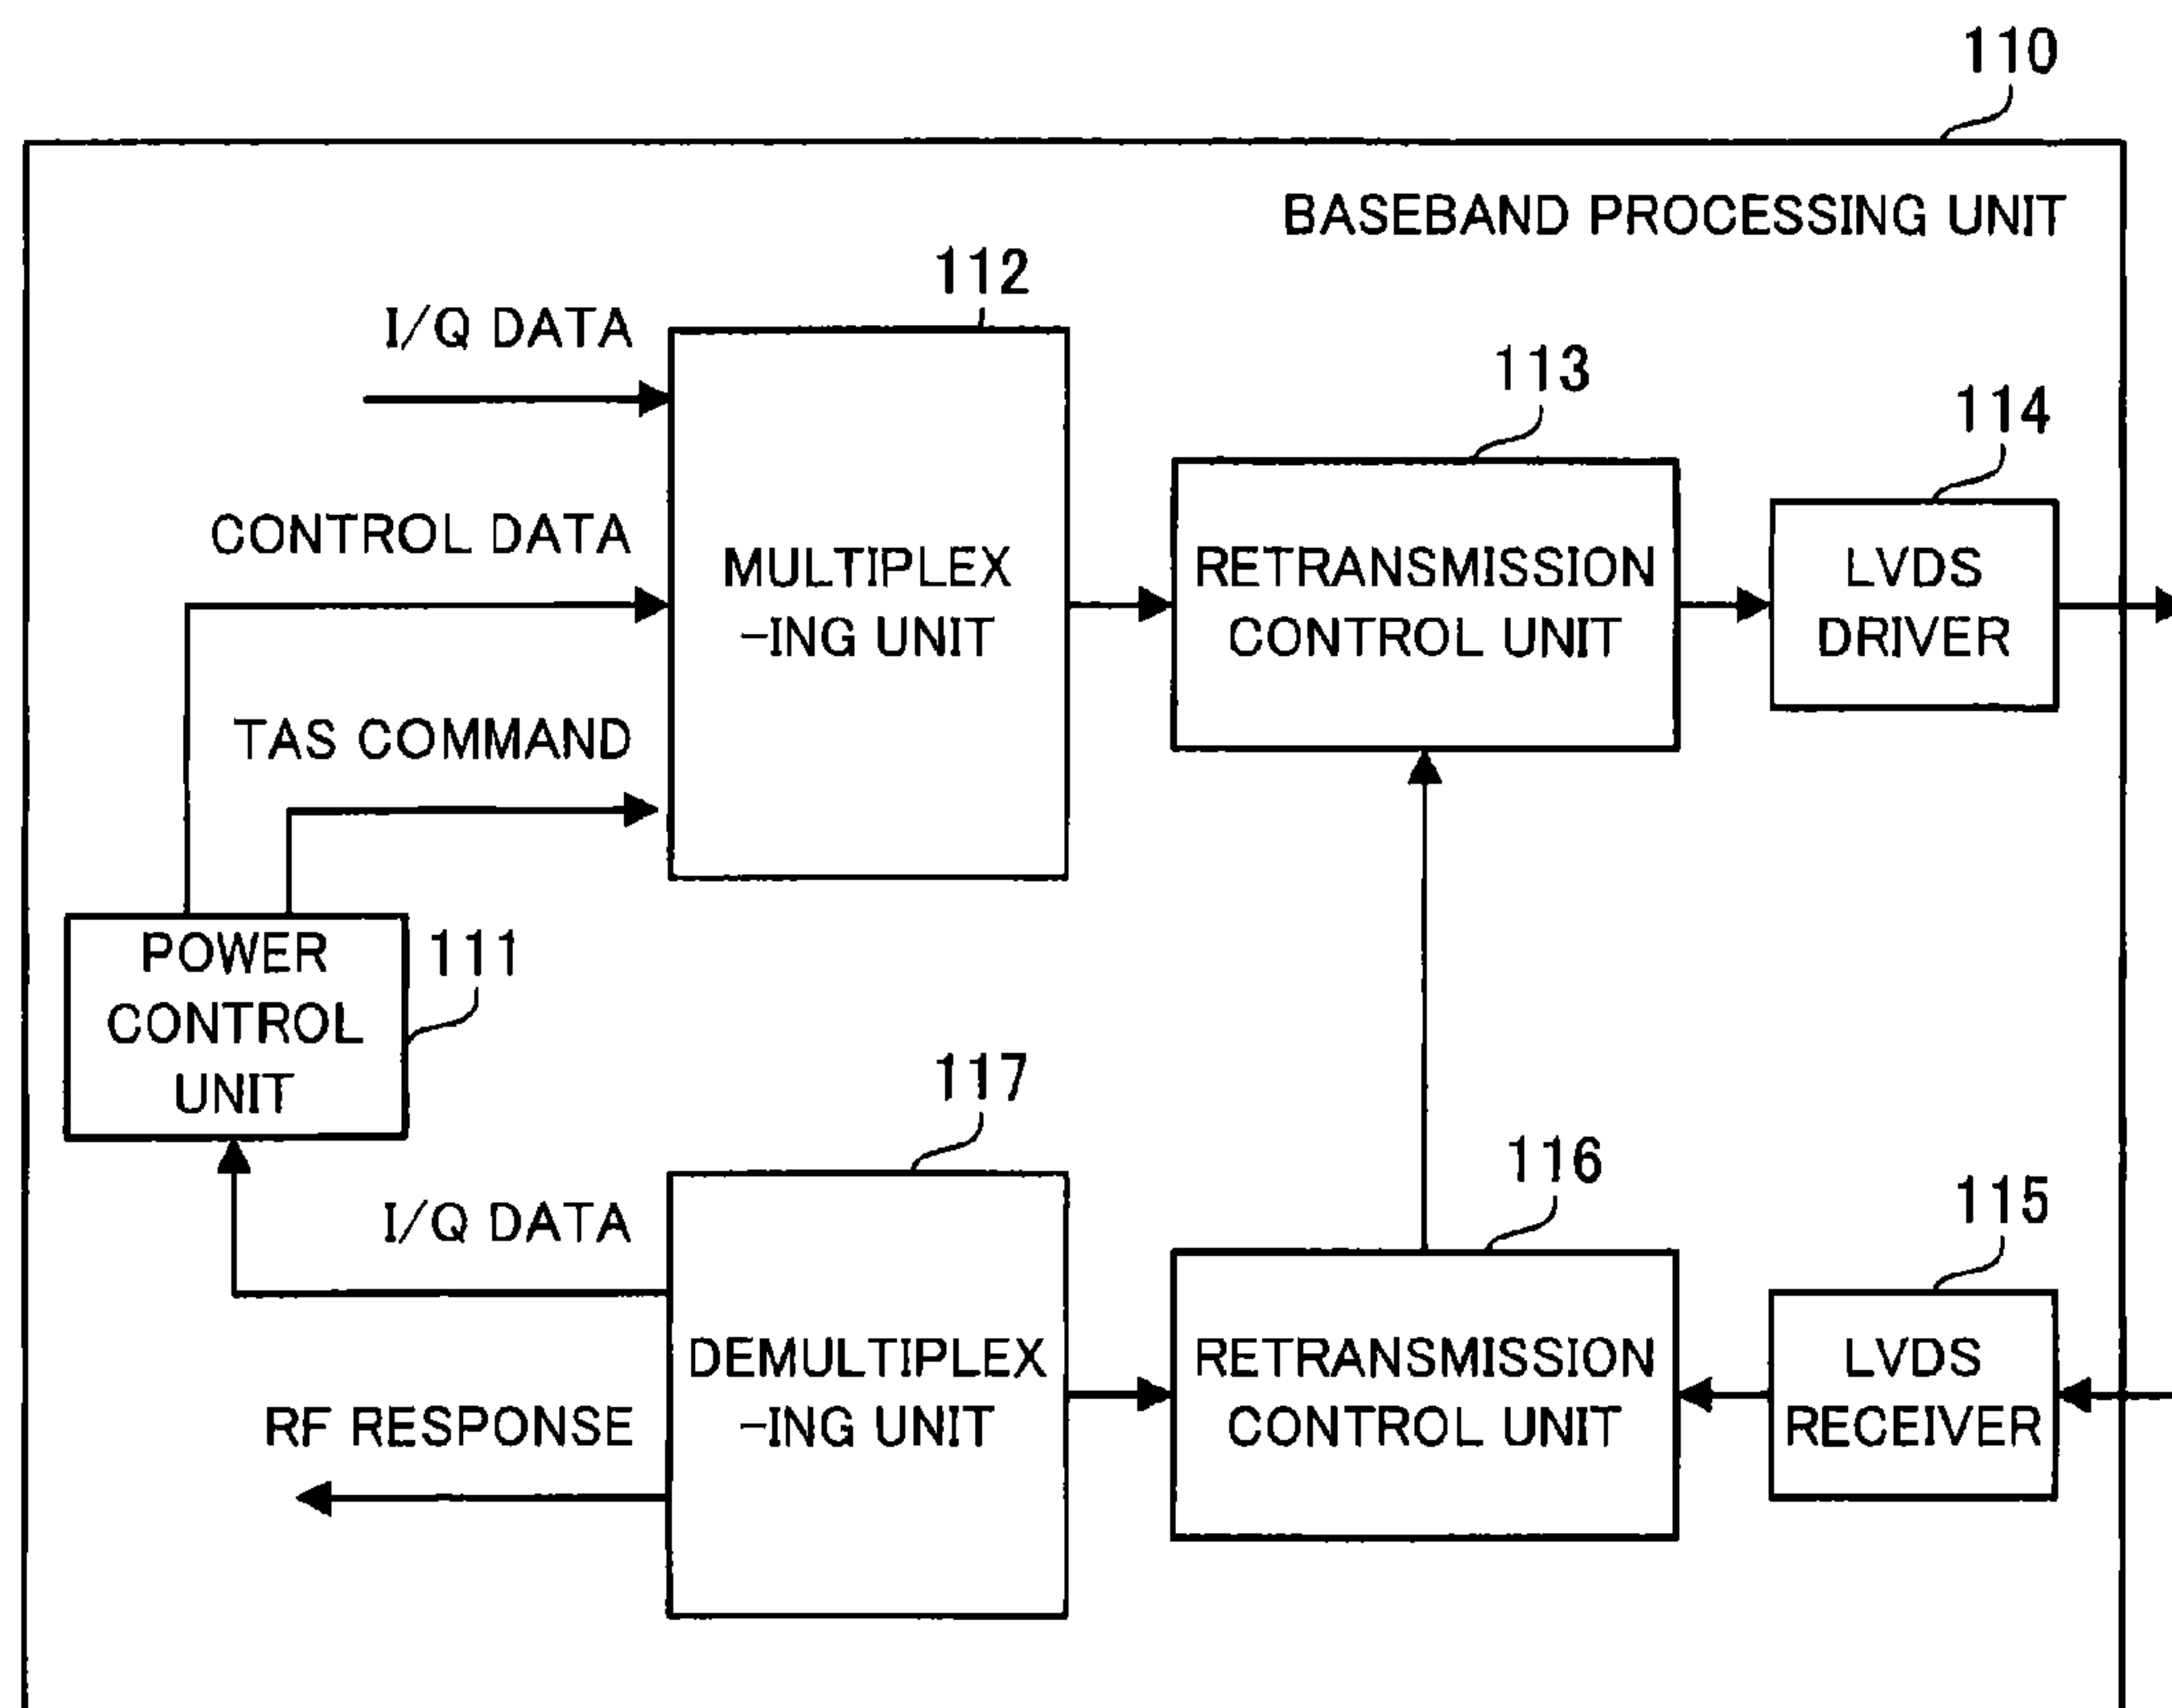 110
BASEBAND PROCESSING UNIT
112
I/Q DATA
113
114
CONTROL DATA
MULTIPLEX
-ING UNIT
RETRANSMISSION
CONTROL UNIT
LVDS
DRIVER
TAS COMMAND
POWER
CONTROL
UNIT
111
117
116
115
I/Q DATA
DEMULTIPLEX
-ING UNIT
RETRANSMISSION
CONTROL UNIT
LVDS
RECEIVER
RF RESPONSE